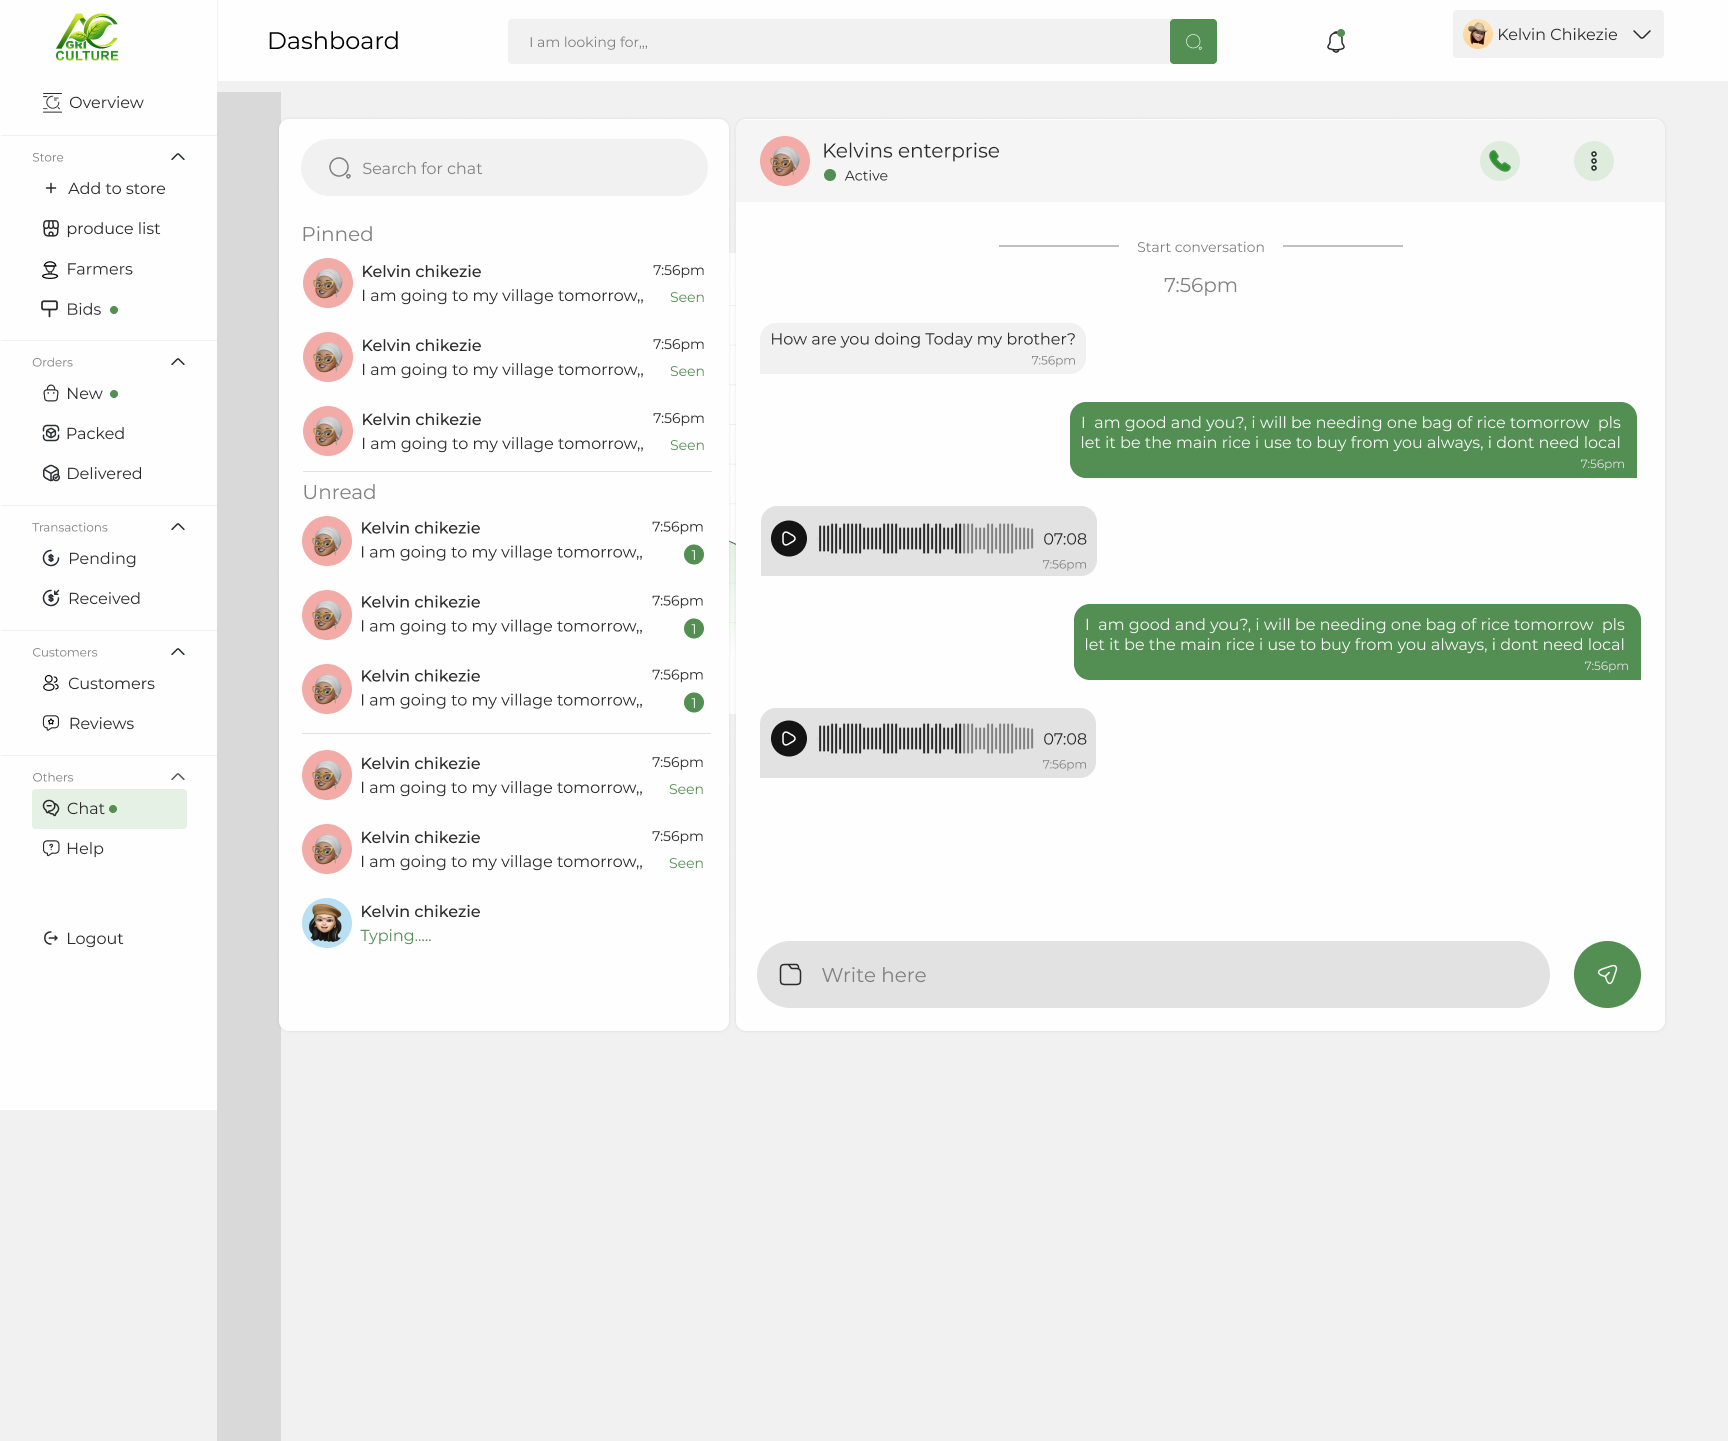 AC
GRI
CULTURE
Overview
Store
Add to store
produce list
Farmers
Bids
Orders
New
Packed
Delivered
Transactions
Pending
Received
Customers
Customers
Reviews
Others
Chat
Help
Logout
Dashboard
I am looking for,,,
Kelvin Chikezie
Search for chat
Pinned
Kelvin chikezie 7:56pm
I am going to my village tomorrow,, Seen
Kelvin chikezie 7:56pm
I am going to my village tomorrow,, Seen
Kelvin chikezie 7:56pm
I am going to my village tomorrow,, Seen
Unread
Kelvin chikezie 7:56pm
I am going to my village tomorrow,, 1
Kelvin chikezie 7:56pm
I am going to my village tomorrow,, 1
Kelvin chikezie 7:56pm
I am going to my village tomorrow,, 1
Kelvin chikezie 7:56pm
I am going to my village tomorrow,, Seen
Kelvin chikezie 7:56pm
I am going to my village tomorrow,, Seen
Kelvin chikezie
Typing.....
Kelvins enterprise
Active
Start conversation
7:56pm
How are you doing Today my brother?
7:56pm
I am good and you?, i will be needing one bag of rice tomorrow pls
let it be the main rice i use to buy from you always, i dont need local
7:56pm
07:08
7:56pm
I am good and you?, i will be needing one bag of rice tomorrow pls
let it be the main rice i use to buy from you always, i dont need local
7:56pm
07:08
7:56pm
Write here